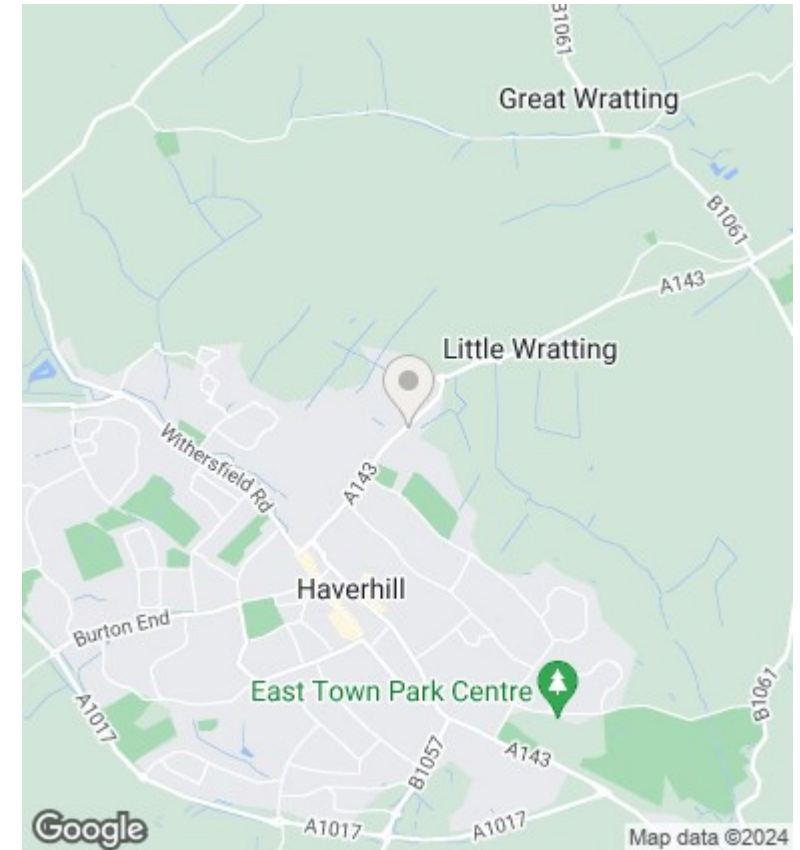 B1061
Great Wratting
B1061
A143
Little Wratting
Withersfield Rd
A143
Haverhill
Burton End
East Town Park Centre
B1061
A1017
B1057
A143
A1017
A1017
Google
Map data ©2024